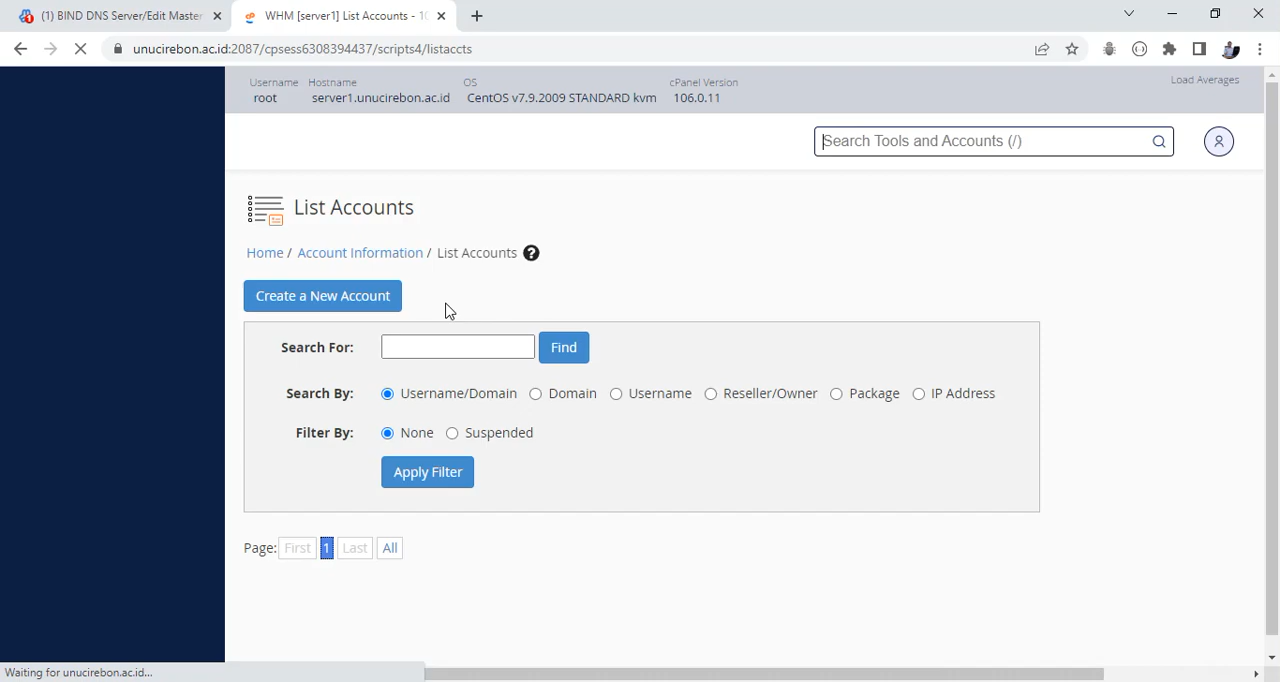 (1) BIND DNS Server/Edit Master
WHM [server1] List Accounts - 10
unucirebon.ac.id:2087/cpsess6308394437/scripts4/listaccts
Username Hostname OS cPanel Version Load Averages
root server1.unucirebon.ac.id CentOS v7.9.2009 STANDARD kvm 106.0.11
Search Tools and Accounts (/)
List Accounts
Home / Account Information / List Accounts
Create a New Account
Search For: Find
Search By: Username/Domain Domain Username Reseller/Owner Package IP Address
Filter By: None Suspended
Apply Filter
Page: First 1 Last All
Waiting for unucirebon.ac.id...